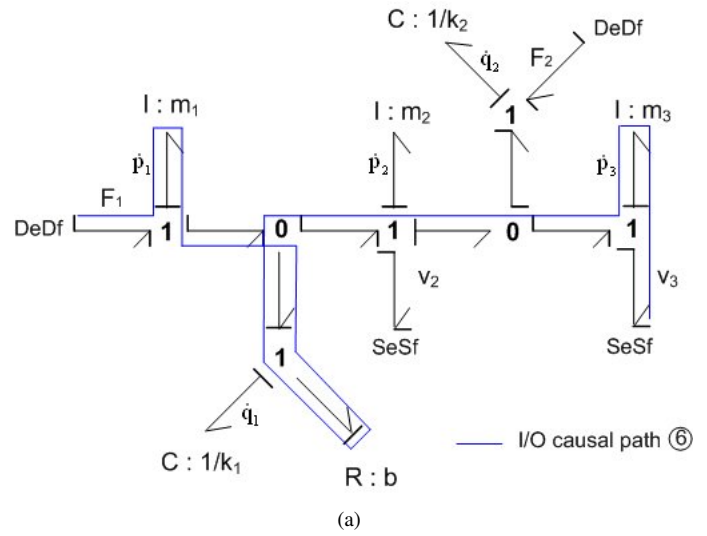 C : 1/k₂
DeDf
q̇₂
F₂
1
I : m₁
I : m₂
I : m₃
ṗ₁
ṗ₂
ṗ₃
F₁
DeDf
1
0
1
0
1
v₂
v₃
SeSf
SeSf
1
q̇₁
C : 1/k₁
R : b
I/O causal path ⑥
(a)